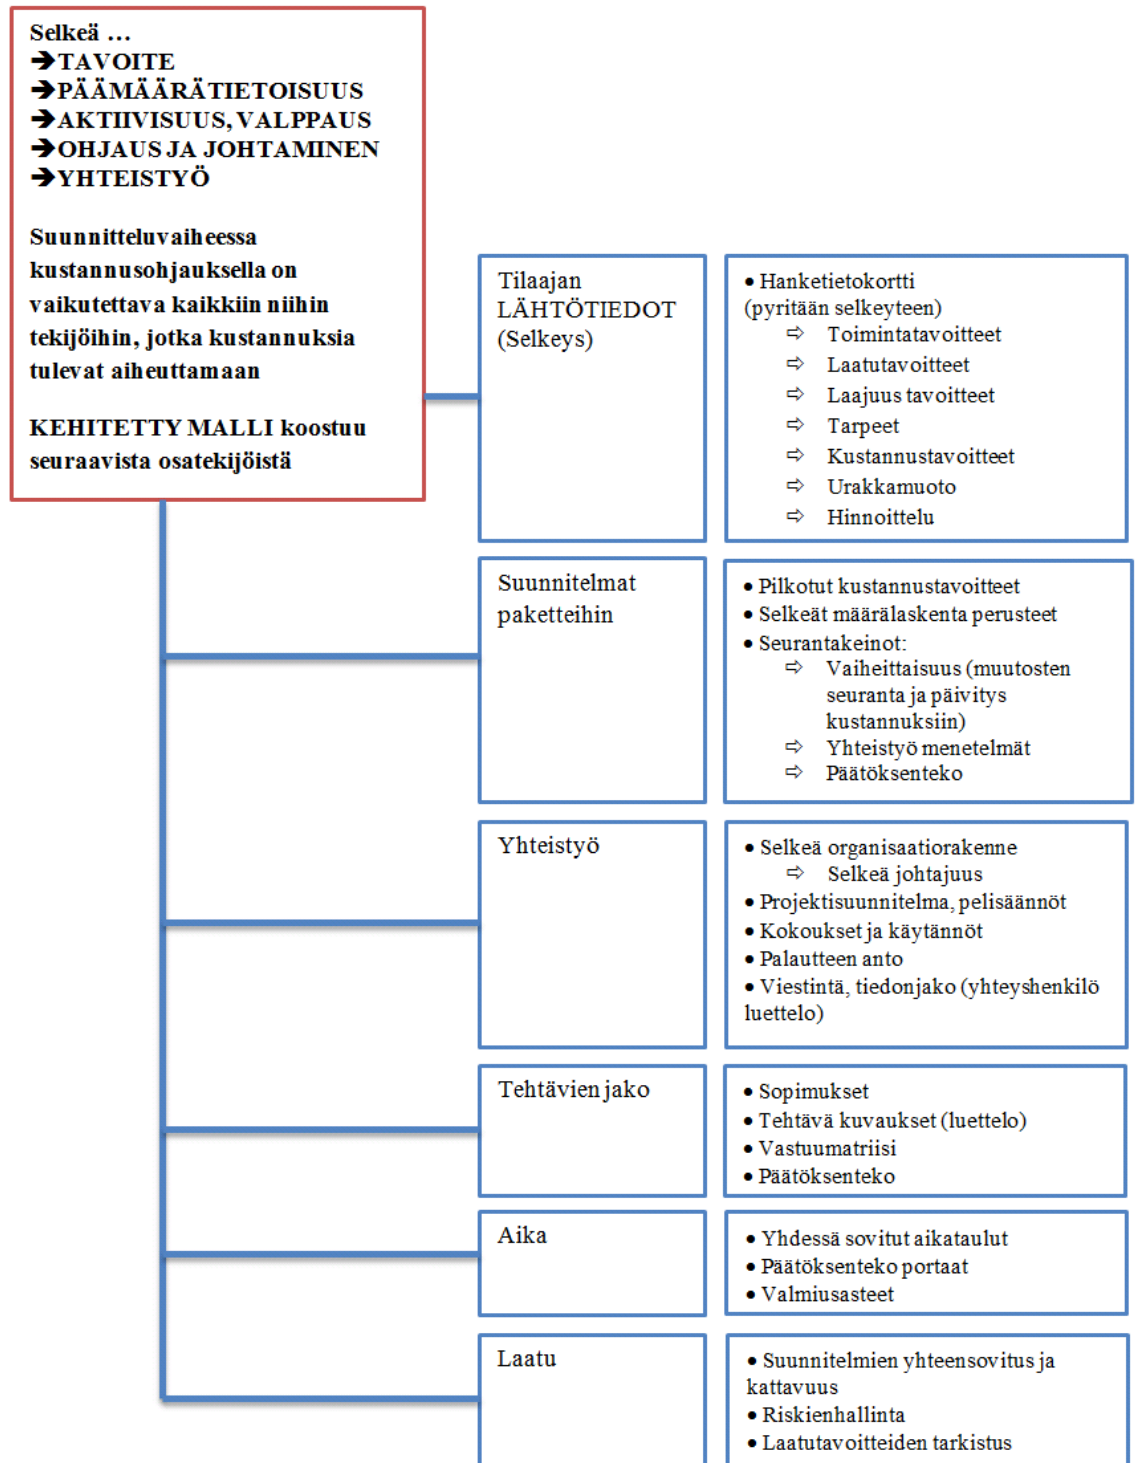 Selkeä ...
➔TAVOITE
➔PÄÄMÄÄRÄTIETOISUUS
➔AKTIIVISUUS, VALPPAUS
➔OHJAUS JA JOHTAMINEN
➔YHTEISTYÖ
Suunnitteluvaiheessa
kustannusohjauksella on
vaikutettava kaikkiin niihin
tekijöihin, jotka kustannuksia
tulevat aiheuttamaan
KEHITETTY MALLI koostuu
seuraavista osatekijöistä
Tilaajan
LÄHTÖTIEDOT
(Selkeys)
• Hanketietokortti
(pyritään selkeyteen)
⇨ Toimintatavoitteet
⇨ Laatutavoitteet
⇨ Laajuus tavoitteet
⇨ Tarpeet
⇨ Kustannustavoitteet
⇨ Urakkamuoto
⇨ Hinnoittelu
Suunnitelmat
paketteihin
• Pilkotut kustannustavoitteet
• Selkeät määrälaskenta perusteet
• Seurantakeinot:
⇨ Vaiheittaisuus (muutosten
seuranta ja päivitys
kustannuksiin)
⇨ Yhteistyö menetelmät
⇨ Päätöksenteko
Yhteistyö
• Selkeä organisaatiorakenne
⇨ Selkeä johtajuus
• Projektisuunnitelma, pelisäännöt
• Kokoukset ja käytännöt
• Palautteen anto
• Viestintä, tiedonjako (yhteyshenkilö
luettelo)
Tehtävien jako
• Sopimukset
• Tehtävä kuvaukset (luettelo)
• Vastuumatriisi
• Päätöksenteko
Aika
• Yhdessä sovitut aikataulut
• Päätöksenteko portaat
• Valmiusasteet
Laatu
• Suunnitelmien yhteensovitus ja
kattavuus
• Riskienhallinta
• Laatutavoitteiden tarkistus